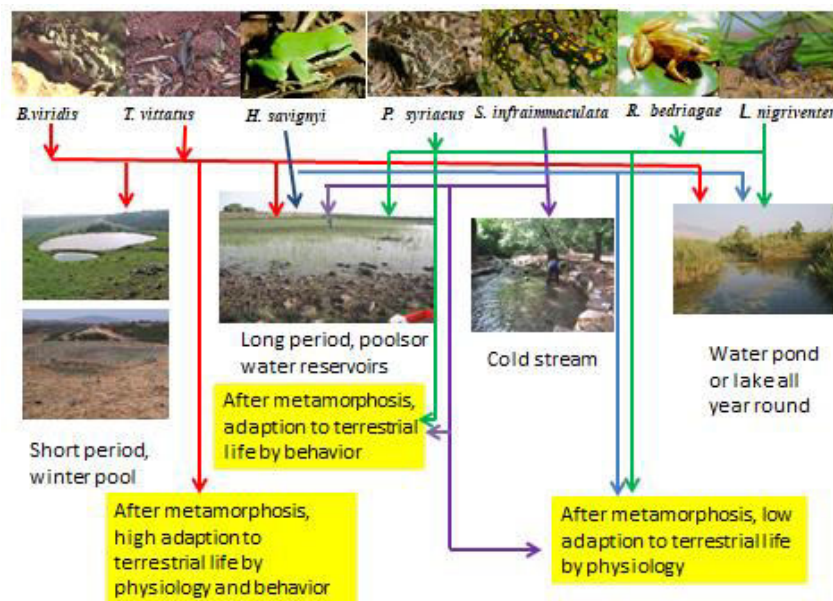 B.viridis
T. vittatus
H. savignyi
P. syriacus
S. infraimmaculata
R. bedriagae
L. nigriventer
Long period, poolsor
water reservoirs
Cold stream
Water pond
or lake all
year round
Short period,
winter pool
After metamorphosis,
adaption to terrestrial
life by behavior
After metamorphosis,
high adaption to
terrestrial life by
physiology and behavior
After metamorphosis, low
adaption to terrestrial life
by physiology